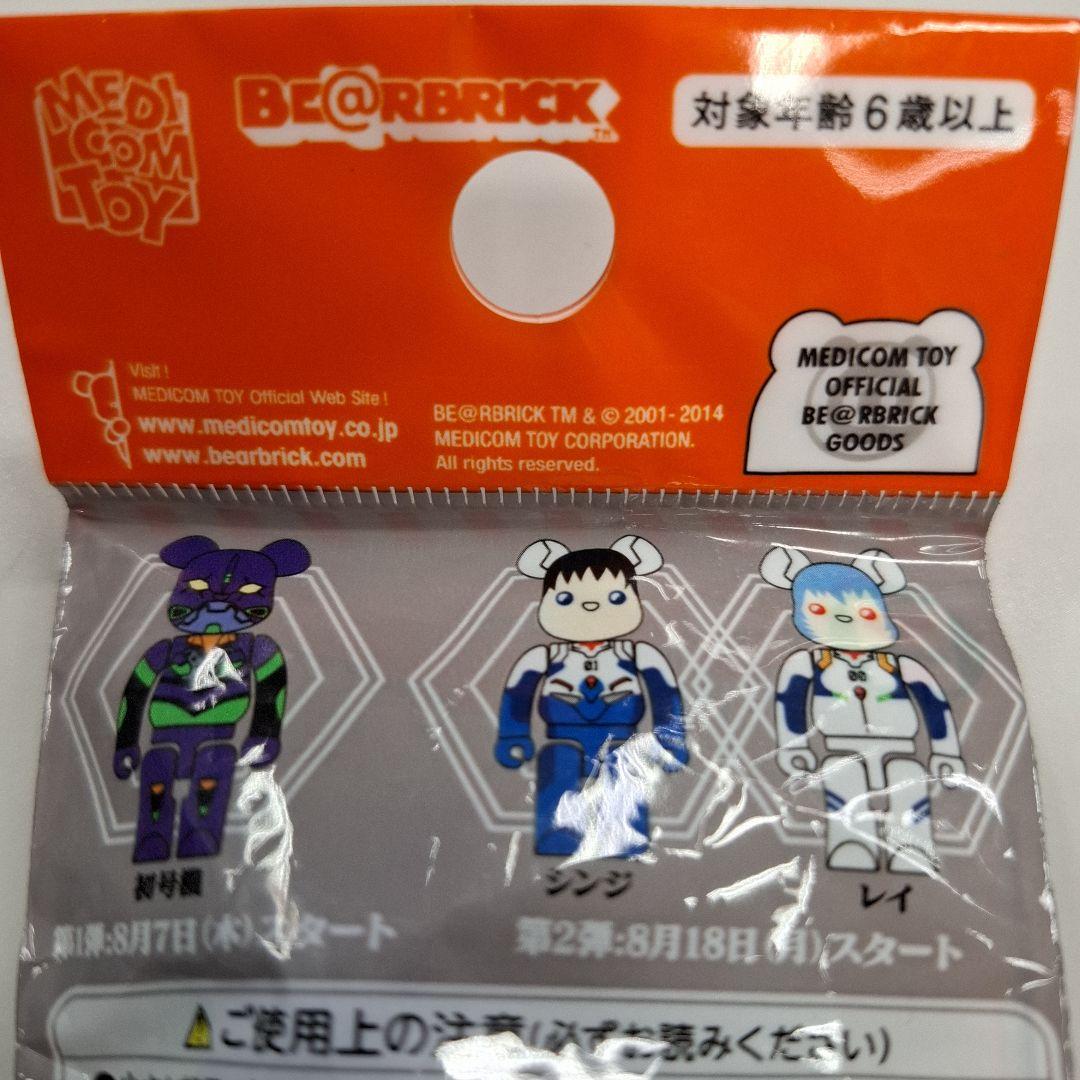 MEDI
COM
TOY
BE@RBRICK™
対象年齢6歳以上
Visit !
MEDICOM TOY Official Web Site !
www.medicomtoy.co.jp
www.bearbrick.com
BE@RBRICK TM & © 2001-2014
MEDICOM TOY CORPORATION.
All rights reserved.
MEDICOM TOY
OFFICIAL
BE@RBRICK
GOODS
01
00
初号機
シンジ
レイ
第1弾:8月7日(木)スタート
第2弾:8月18日(月)スタート
ご使用上の注意(必ずお読みください)